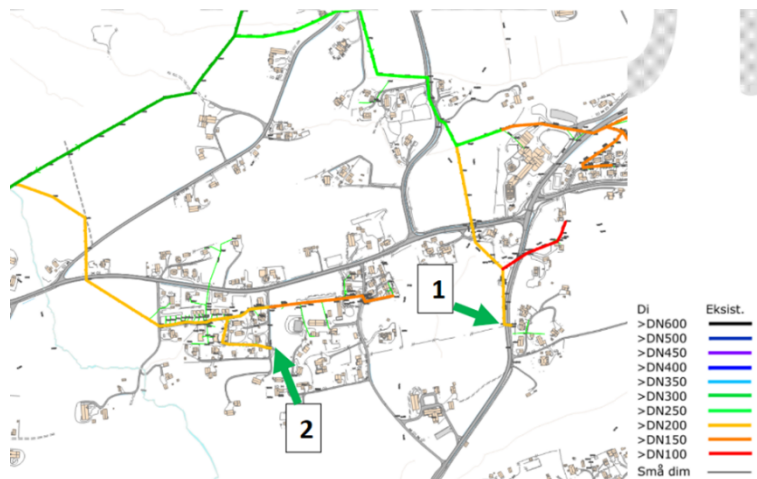 1
2
Di Eksist.
>DN600
>DN500
>DN450
>DN400
>DN350
>DN300
>DN250
>DN200
>DN150
>DN100
Små dim